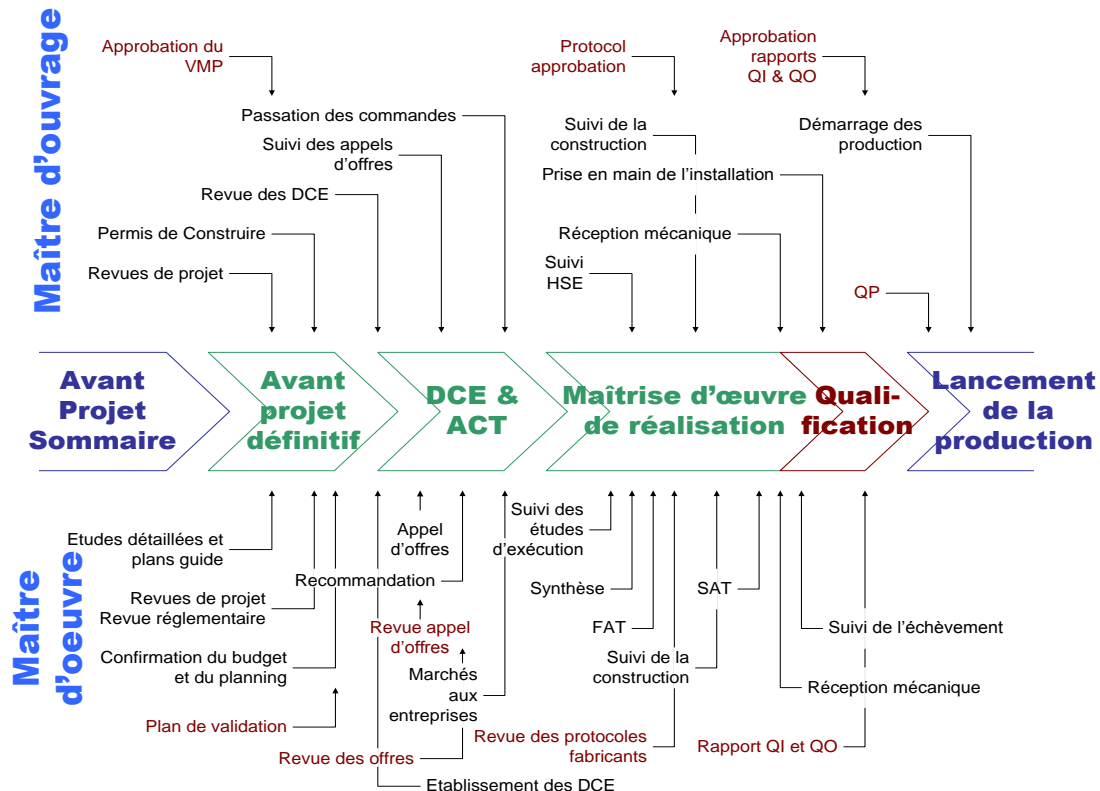 Maître d'ouvrage
Approbation du
VMP
Protocol
approbation
Approbation
rapports
QI & QO
Passation des commandes
Suivi des appels
d'offres
Revue des DCE
Permis de Construire
Revues de projet
Suivi de la
construction
Démarrage des
production
Prise en main de l'installation
Réception mécanique
Suivi
HSE
QP
Avant
Projet
Sommaire
Avant
projet
définitif
DCE &
ACT
Maîtrise d'œuvre
de réalisation
Quali-
fication
Lancement
de la
production
Maître
d'oeuvre
Etudes détaillées et
plans guide
Revues de projet
Revue réglementaire
Confirmation du budget
et du planning
Plan de validation
Appel
d'offres
Recommandation
Revue appel
d'offres
Marchés
aux
entreprises
Revue des offres
Etablissement des DCE
Suivi des
études
d'exécution
Synthèse
FAT
Suivi de la
construction
Revue des protocoles
fabricants
SAT
Suivi de l'échèvement
Réception mécanique
Rapport QI et QO